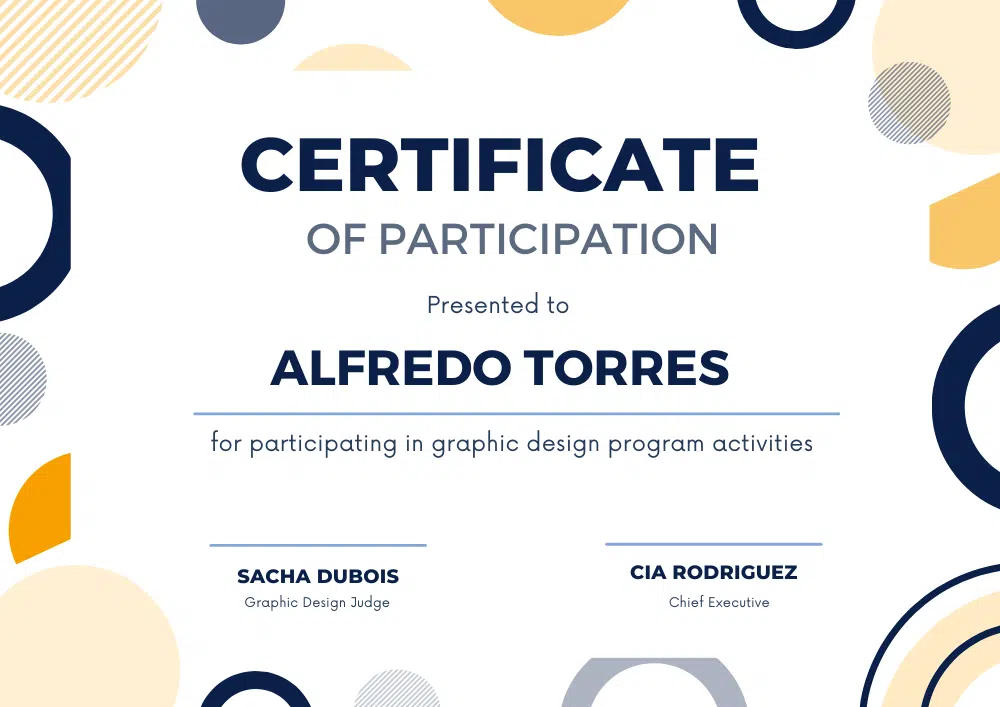 CERTIFICATE
OF PARTICIPATION
Presented to
ALFREDO TORRES
for participating in graphic design program activities
SACHA DUBOIS
Graphic Design Judge
CIA RODRIGUEZ
Chief Executive